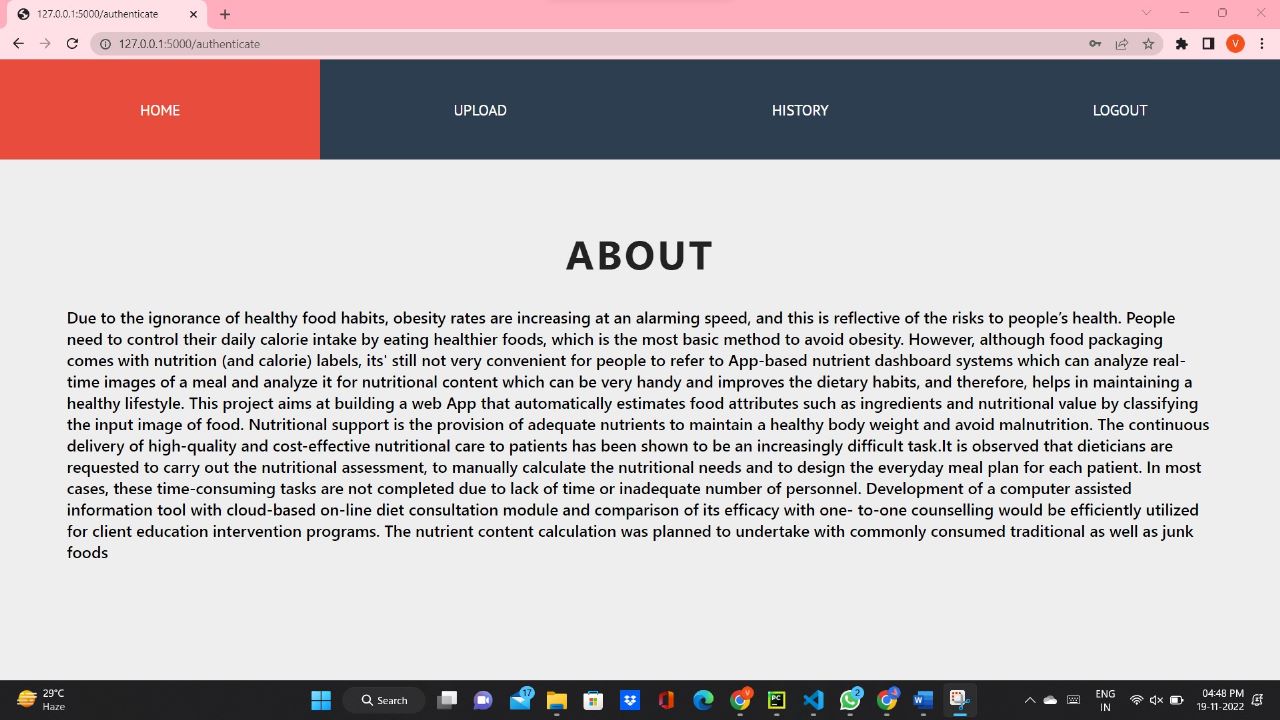 127.0.0.1:5000/authenticate
127.0.0.1:5000/authenticate
V
HOME
UPLOAD
HISTORY
LOGOUT
ABOUT
Due to the ignorance of healthy food habits, obesity rates are increasing at an alarming speed, and this is reflective of the risks to people’s health. People
need to control their daily calorie intake by eating healthier foods, which is the most basic method to avoid obesity. However, although food packaging
comes with nutrition (and calorie) labels, its' still not very convenient for people to refer to App-based nutrient dashboard systems which can analyze real-
time images of a meal and analyze it for nutritional content which can be very handy and improves the dietary habits, and therefore, helps in maintaining a
healthy lifestyle. This project aims at building a web App that automatically estimates food attributes such as ingredients and nutritional value by classifying
the input image of food. Nutritional support is the provision of adequate nutrients to maintain a healthy body weight and avoid malnutrition. The continuous
delivery of high-quality and cost-effective nutritional care to patients has been shown to be an increasingly difficult task.It is observed that dieticians are
requested to carry out the nutritional assessment, to manually calculate the nutritional needs and to design the everyday meal plan for each patient. In most
cases, these time-consuming tasks are not completed due to lack of time or inadequate number of personnel. Development of a computer assisted
information tool with cloud-based on-line diet consultation module and comparison of its efficacy with one- to-one counselling would be efficiently utilized
for client education intervention programs. The nutrient content calculation was planned to undertake with commonly consumed traditional as well as junk
foods
29°C
Haze
Search
17
PC
2
W
ENG
IN
04:48 PM
19-11-2022